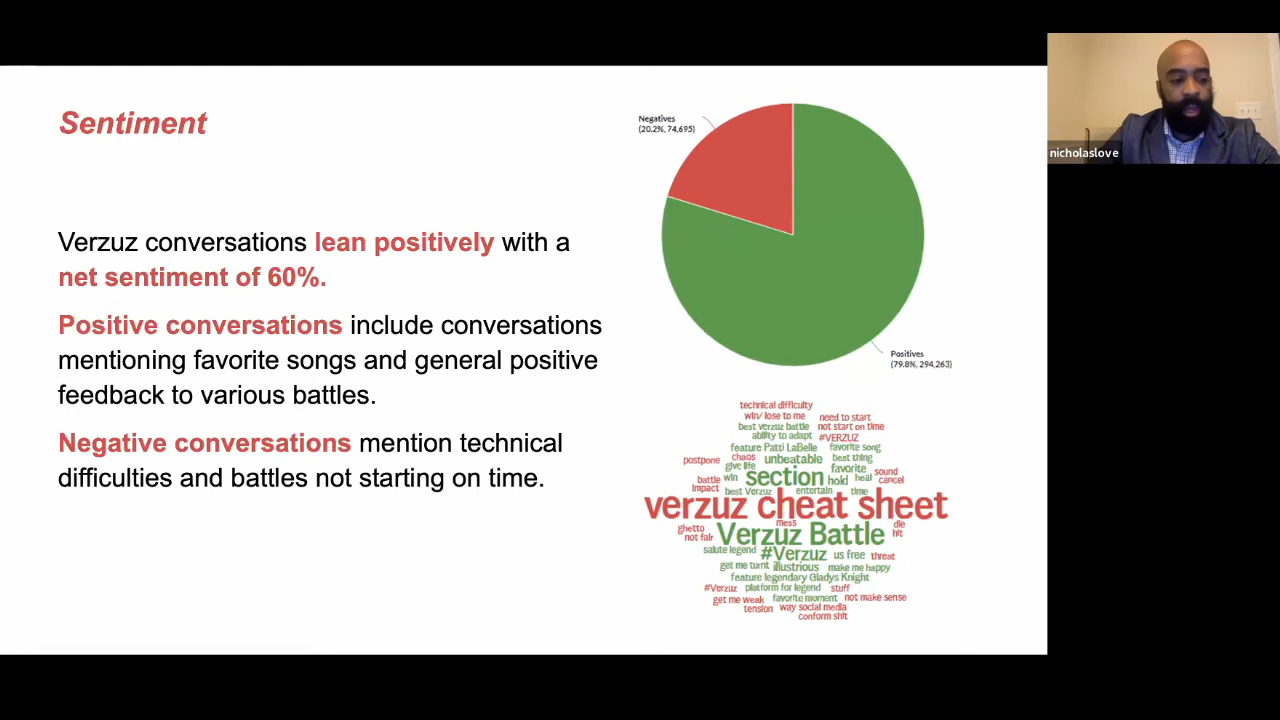 Sentiment
Verzuz conversations lean positively with a
net sentiment of 60%.
Positive conversations include conversations
mentioning favorite songs and general positive
feedback to various battles.
Negative conversations mention technical
difficulties and battles not starting on time.
Negatives
(20.2%, 74,695)
Positives
(79.8%, 294,263)
technical difficulty
win/ lose to me
need to start
best verzuz battle
not start on time
ability to adapt
#VERZUZ
feature Patti LaBelle
favorite song
postpone
chaos
unbeatable
best thing
give life
favorite
sound
battle
win
section
hold
heal
cancel
impact
best Verzuz
entertain
time
verzuz cheat sheet
ghetto
mess
die
not fair
Verzuz Battle
hit
salute legend
#Verzuz
us free
threat
get me turnt
illustrious
make me happy
feature legendary Gladys Knight
#Verzuz
platform for legend
stuff
get me weak
favorite moment
not make sense
tension
way social media
conform shit
nicholaslove